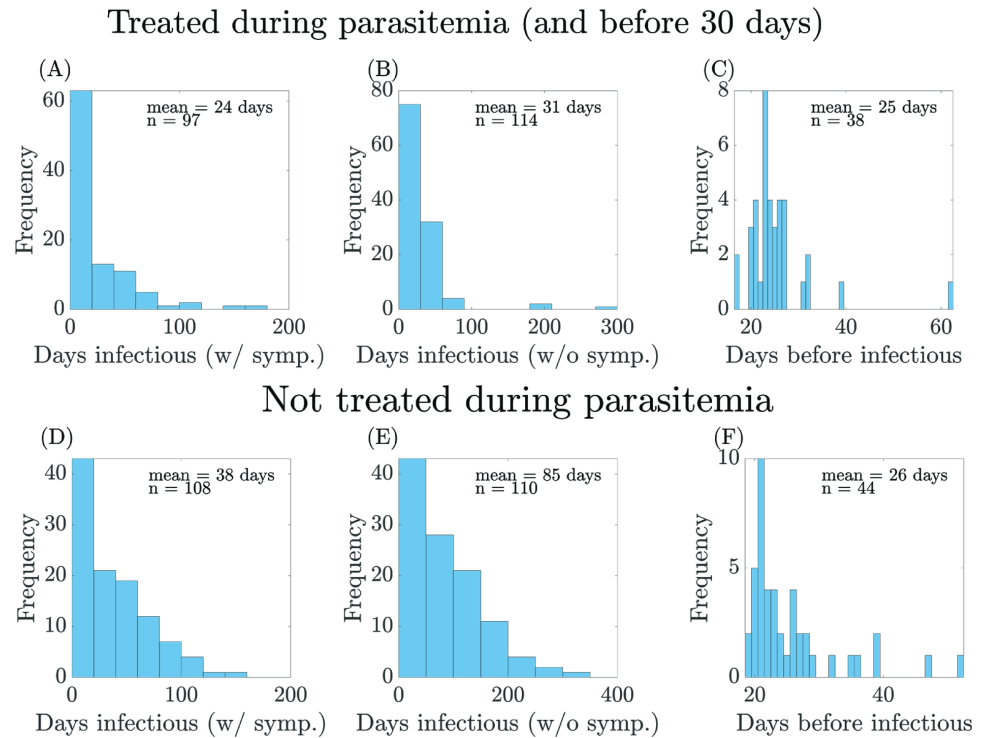 Treated during parasitemia (and before 30 days)
(A)
mean = 24 days
n = 97
60
40
20
0
0 100 200
Frequency
Days infectious (w/ symp.)
(B)
mean = 31 days
n = 114
80
60
40
20
0
0 100 200 300
Frequency
Days infectious (w/o symp.)
(C)
mean = 25 days
n = 38
8
6
4
2
0
20 40 60
Frequency
Days before infectious
Not treated during parasitemia
(D)
mean = 38 days
n = 108
40
30
20
10
0
0 100 200
Frequency
Days infectious (w/ symp.)
(E)
mean = 85 days
n = 110
40
30
20
10
0
0 200 400
Frequency
Days infectious (w/o symp.)
(F)
mean = 26 days
n = 44
10
5
0
20 40
Frequency
Days before infectious